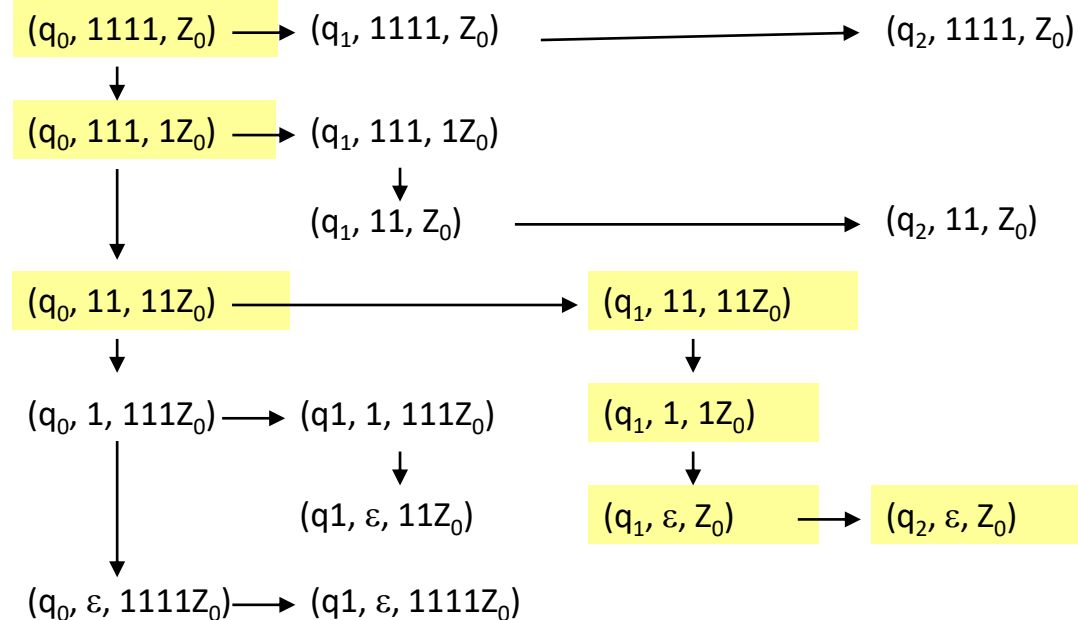 (q₀, 1111, Z₀) (q₁, 1111, Z₀) (q₂, 1111, Z₀)
(q₀, 111, 1Z₀) (q₁, 111, 1Z₀)
(q₁, 11, Z₀) (q₂, 11, Z₀)
(q₀, 11, 11Z₀) (q₁, 11, 11Z₀)
(q₀, 1, 111Z₀) (q1, 1, 111Z₀) (q₁, 1, 1Z₀)
(q1, ε, 11Z₀) (q₁, ε, Z₀) (q₂, ε, Z₀)
(q₀, ε, 1111Z₀) (q1, ε, 1111Z₀)